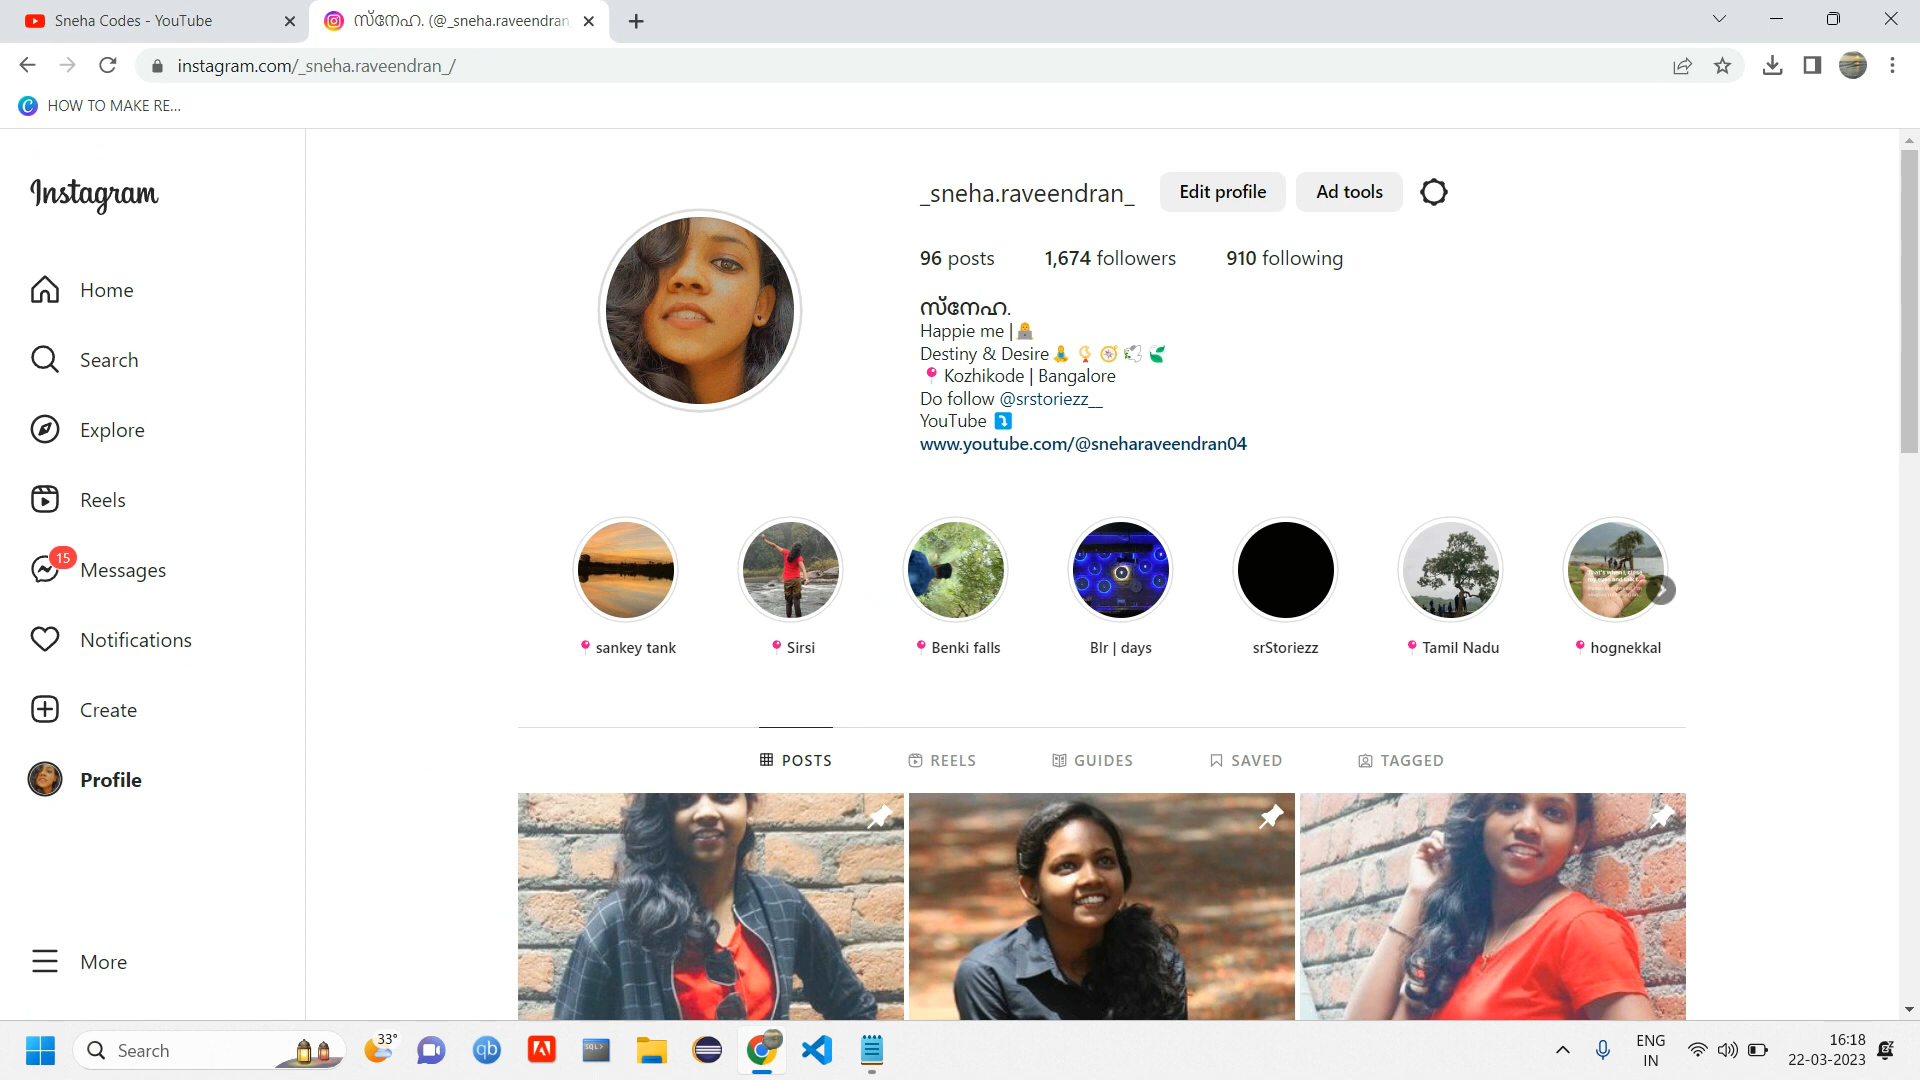 Sneha Codes - YouTube
സ്നേഹ. (@_sneha.raveendran
instagram.com/_sneha.raveendran_/
HOW TO MAKE RE...
Instagram
Home
Search
Explore
Reels
15
Messages
Notifications
Create
Profile
More
_sneha.raveendran_ Edit profile Ad tools
96 posts 1,674 followers 910 following
സ്നേഹ.
Happie me |
Destiny & Desire
Kozhikode | Bangalore
Do follow @srstoriezz__
YouTube
www.youtube.com/@sneharaveendran04
sankey tank Sirsi Benki falls Blr | days srStoriezz Tamil Nadu hognekkal
POSTS REELS GUIDES SAVED TAGGED
Search
33°
qb
SQL>
ENG
IN
16:18
22-03-2023